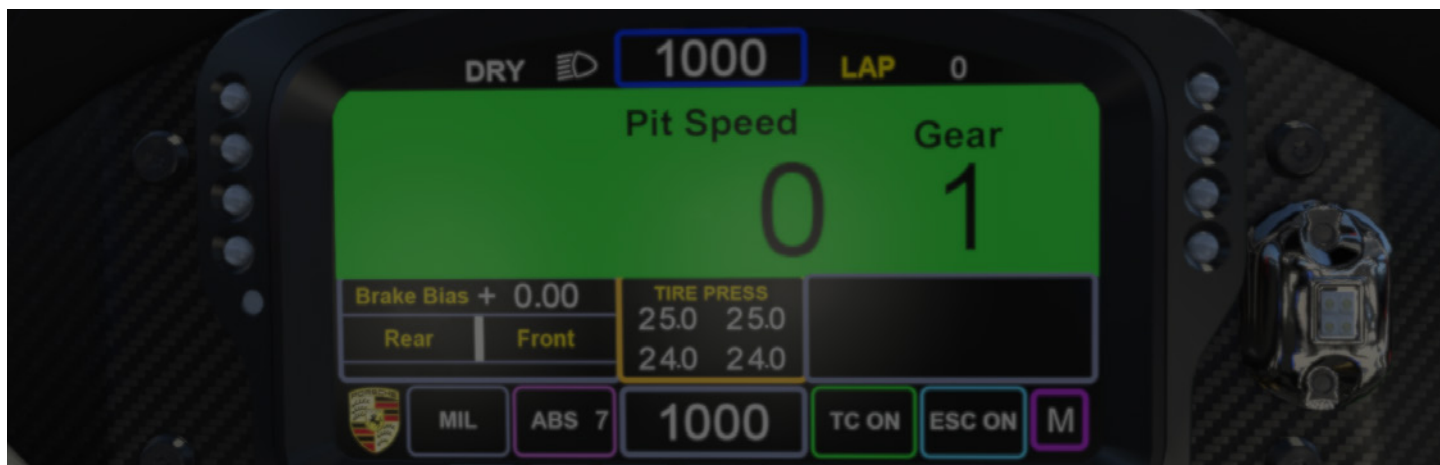 DRY 1000 LAP 0
Pit Speed Gear
0 1
Brake Bias + 0.00
Rear Front
TIRE PRESS
25.0 25.0
24.0 24.0
PORSCHE
MIL ABS 7 1000 TC ON ESC ON M